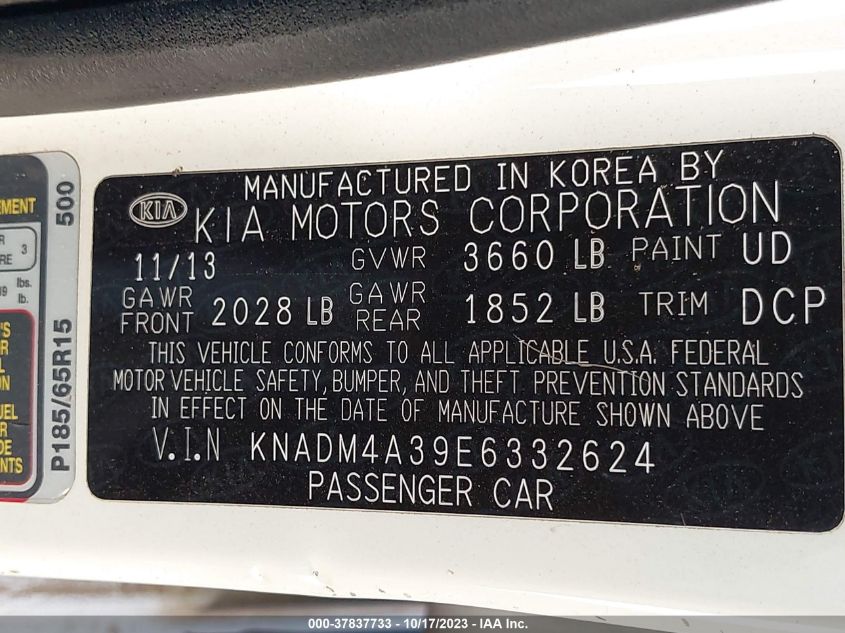 MANUFACTURED IN KOREA BY
KIA KIA MOTORS CORPORATION
11/13 GVWR 3660 LB PAINT UD
GAWR FRONT 2028 LB GAWR REAR 1852 LB TRIM DCP
THIS VEHICLE CONFORMS TO ALL APPLICABLE U.S.A. FEDERAL
MOTOR VEHICLE SAFETY, BUMPER, AND THEFT PREVENTION STANDARDS
IN EFFECT ON THE DATE OF MANUFACTURE SHOWN ABOVE
V.I.N KNADM4A39E6332624
PASSENGER CAR
P185/65R15 500
3
lbs.
lb.
000-37837733 - 10/17/2023 - IAA Inc.